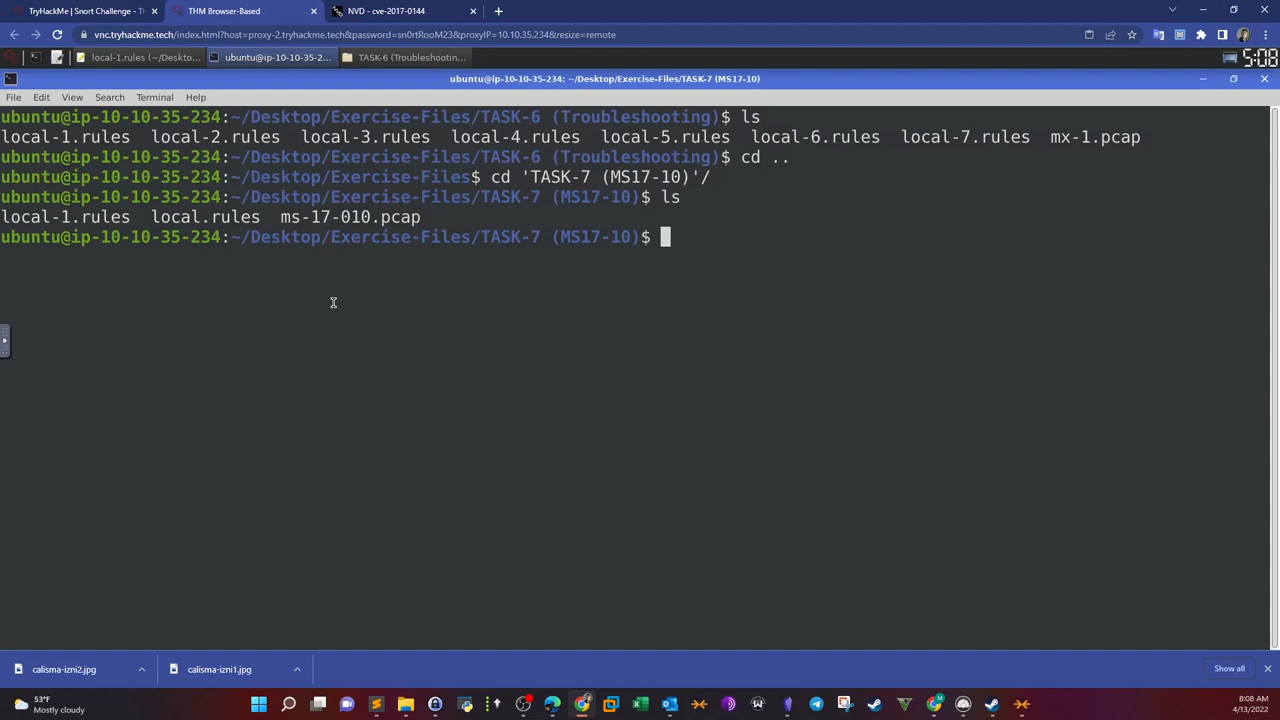 TryHackMe | Snort Challenge - Th
THM Browser-Based
NVD - cve-2017-0144
vnc.tryhackme.tech/index.html?host=proxy-2.tryhackme.tech&password=sn0rtRooM23&proxyIP=10.10.35.234&resize=remote
local-1.rules (~/Deskto...
ubuntu@ip-10-10-35-2...
TASK-6 (Troubleshootin...
5:08
ubuntu@ip-10-10-35-234: ~/Desktop/Exercise-Files/TASK-7 (MS17-10)
File Edit View Search Terminal Help
ubuntu@ip-10-10-35-234:~/Desktop/Exercise-Files/TASK-6 (Troubleshooting)$ ls
local-1.rules local-2.rules local-3.rules local-4.rules local-5.rules local-6.rules local-7.rules mx-1.pcap
ubuntu@ip-10-10-35-234:~/Desktop/Exercise-Files/TASK-6 (Troubleshooting)$ cd ..
ubuntu@ip-10-10-35-234:~/Desktop/Exercise-Files$ cd 'TASK-7 (MS17-10)'/
ubuntu@ip-10-10-35-234:~/Desktop/Exercise-Files/TASK-7 (MS17-10)$ ls
local-1.rules local.rules ms-17-010.pcap
ubuntu@ip-10-10-35-234:~/Desktop/Exercise-Files/TASK-7 (MS17-10)$
calisma-izni2.jpg
calisma-izni1.jpg
Show all
53°F
Mostly cloudy
8:08 AM
4/13/2022